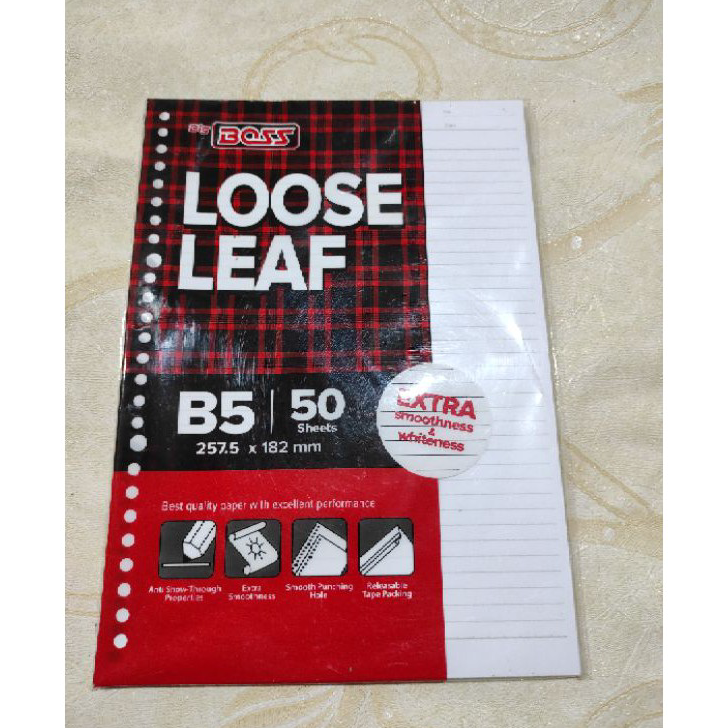 Big BOSS
LOOSE
LEAF
B5 | 50
Sheets
257.5 x 182 mm
EXTRA
smoothness
&
whiteness
Best quality paper with excellent performance
Anti Show-Through
Properties
Extra
Smoothness
Smooth Punching
Hole
Releasable
Tape Packing